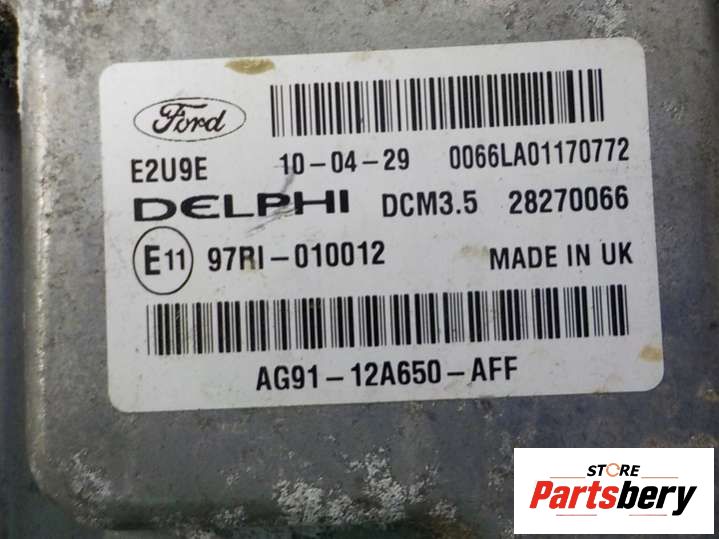 Ford
E2U9E 10-04-29 0066LA01170772
DELPHI DCM3.5 28270066
E11 97RI-010012 MADE IN UK
AG91-12A650-AFF
STORE
Partsbery